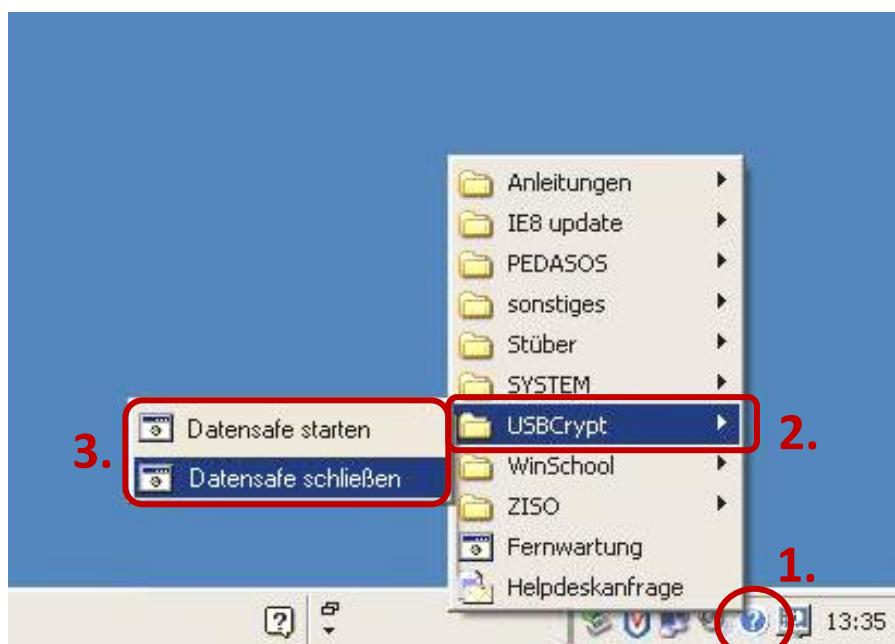 Anleitungen
IE8 update
PEDASOS
sonstiges
Stüber
SYSTEM
USBCrypt
2.
WinSchool
ZISO
Fernwartung
Helpdeskanfrage
3.
Datensafe starten
Datensafe schließen
1.
13:35